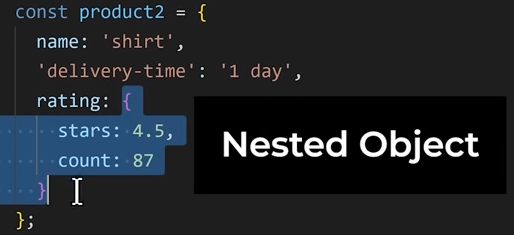 const product2 = {
  name: 'shirt',
  'delivery-time': '1 day',
  rating: {
    stars: 4.5,
    count: 87
  }
};
Nested Object